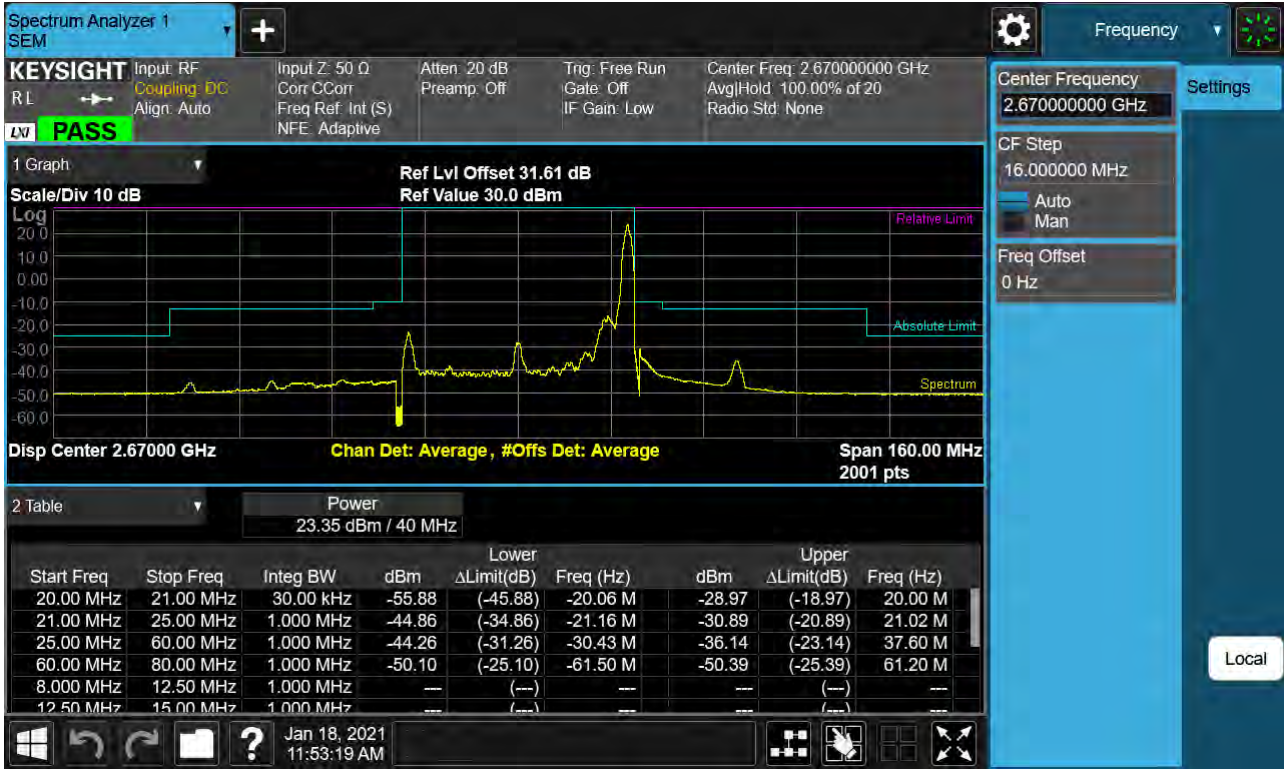 Spectrum Analyzer 1
SEM
Frequency
KEYSIGHT
R L
LXI
PASS
Input: RF
Coupling: DC
Align: Auto
Input Z: 50 Ω
Corr CCorr
Freq Ref: Int (S)
NFE: Adaptive
Atten: 20 dB
Preamp: Off
Trig: Free Run
Gate: Off
IF Gain: Low
Center Freq: 2.670000000 GHz
Avg|Hold: 100.00% of 20
Radio Std: None
Center Frequency
2.670000000 GHz
Settings
CF Step
16.000000 MHz
Auto
Man
Freq Offset
0 Hz
1 Graph
Scale/Div 10 dB
Ref Lvl Offset 31.61 dB
Ref Value 30.0 dBm
Log
20.0
10.0
0.00
-10.0
-20.0
-30.0
-40.0
-50.0
-60.0
Relative Limit
Absolute Limit
Spectrum
Disp Center 2.67000 GHz
Chan Det: Average, #Offs Det: Average
Span 160.00 MHz
2001 pts
2 Table
Power
23.35 dBm / 40 MHz
Lower Upper
Start Freq Stop Freq Integ BW dBm ΔLimit(dB) Freq (Hz) dBm ΔLimit(dB) Freq (Hz)
20.00 MHz 21.00 MHz 30.00 kHz -55.88 (-45.88) -20.06 M -28.97 (-18.97) 20.00 M
21.00 MHz 25.00 MHz 1.000 MHz -44.86 (-34.86) -21.16 M -30.89 (-20.89) 21.02 M
25.00 MHz 60.00 MHz 1.000 MHz -44.26 (-31.26) -30.43 M -36.14 (-23.14) 37.60 M
60.00 MHz 80.00 MHz 1.000 MHz -50.10 (-25.10) -61.50 M -50.39 (-25.39) 61.20 M
8.000 MHz 12.50 MHz 1.000 MHz --- (---) --- --- (---) ---
12.50 MHz 15.00 MHz 1.000 MHz --- (---) --- --- (---) ---
Local
Jan 18, 2021
11:53:19 AM